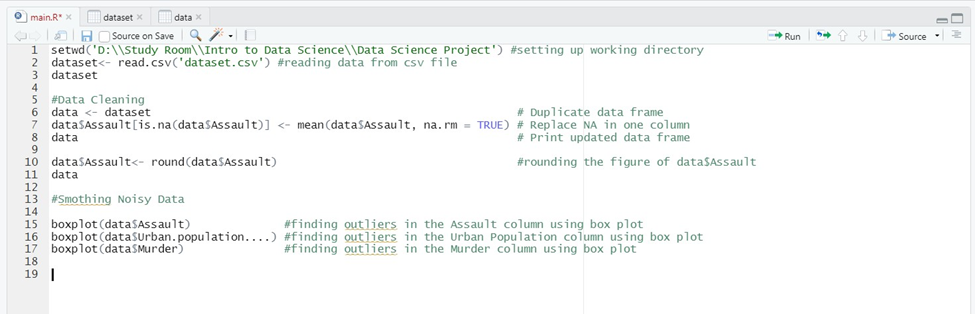 main.R* × dataset × data ×
Source on Save Run Source
1 setwd('D:\\Study Room\\Intro to Data Science\\Data Science Project') #setting up working directory
2 dataset<- read.csv('dataset.csv') #reading data from csv file
3 dataset
4
5 #Data Cleaning
6 data <- dataset # Duplicate data frame
7 data$Assault[is.na(data$Assault)] <- mean(data$Assault, na.rm = TRUE) # Replace NA in one column
8 data # Print updated data frame
9
10 data$Assault<- round(data$Assault) #rounding the figure of data$Assault
11 data
12
13 #Smothing Noisy Data
14
15 boxplot(data$Assault) #finding outliers in the Assault column using box plot
16 boxplot(data$Urban.population....) #finding outliers in the Urban Population column using box plot
17 boxplot(data$Murder) #finding outliers in the Murder column using box plot
18
19